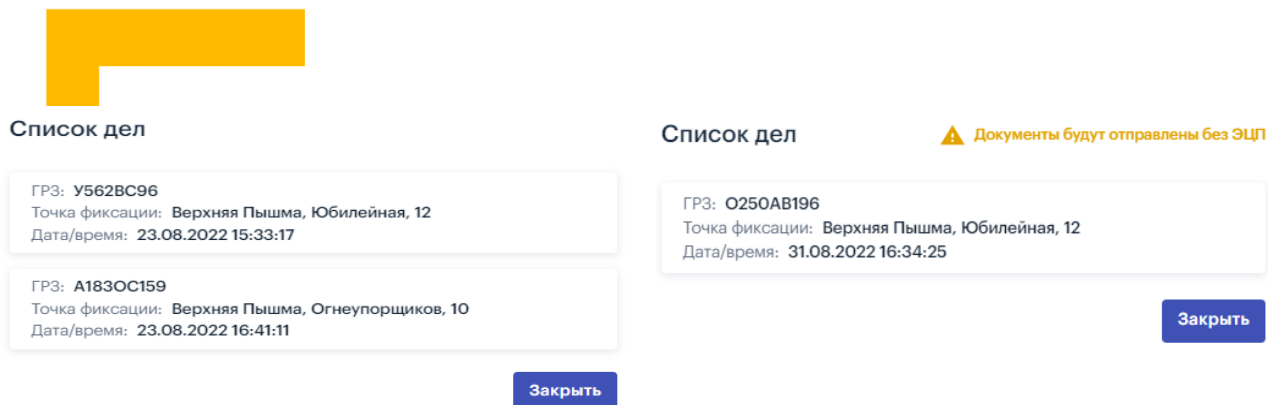 Список дел
ГРЗ: У562ВС96
Точка фиксации: Верхняя Пышма, Юбилейная, 12
Дата/время: 23.08.2022 15:33:17
ГРЗ: А183ОС159
Точка фиксации: Верхняя Пышма, Огнеупорщиков, 10
Дата/время: 23.08.2022 16:41:11
Закрыть
Список дел
Документы будут отправлены без ЭЦП
ГРЗ: О250АВ196
Точка фиксации: Верхняя Пышма, Юбилейная, 12
Дата/время: 31.08.2022 16:34:25
Закрыть